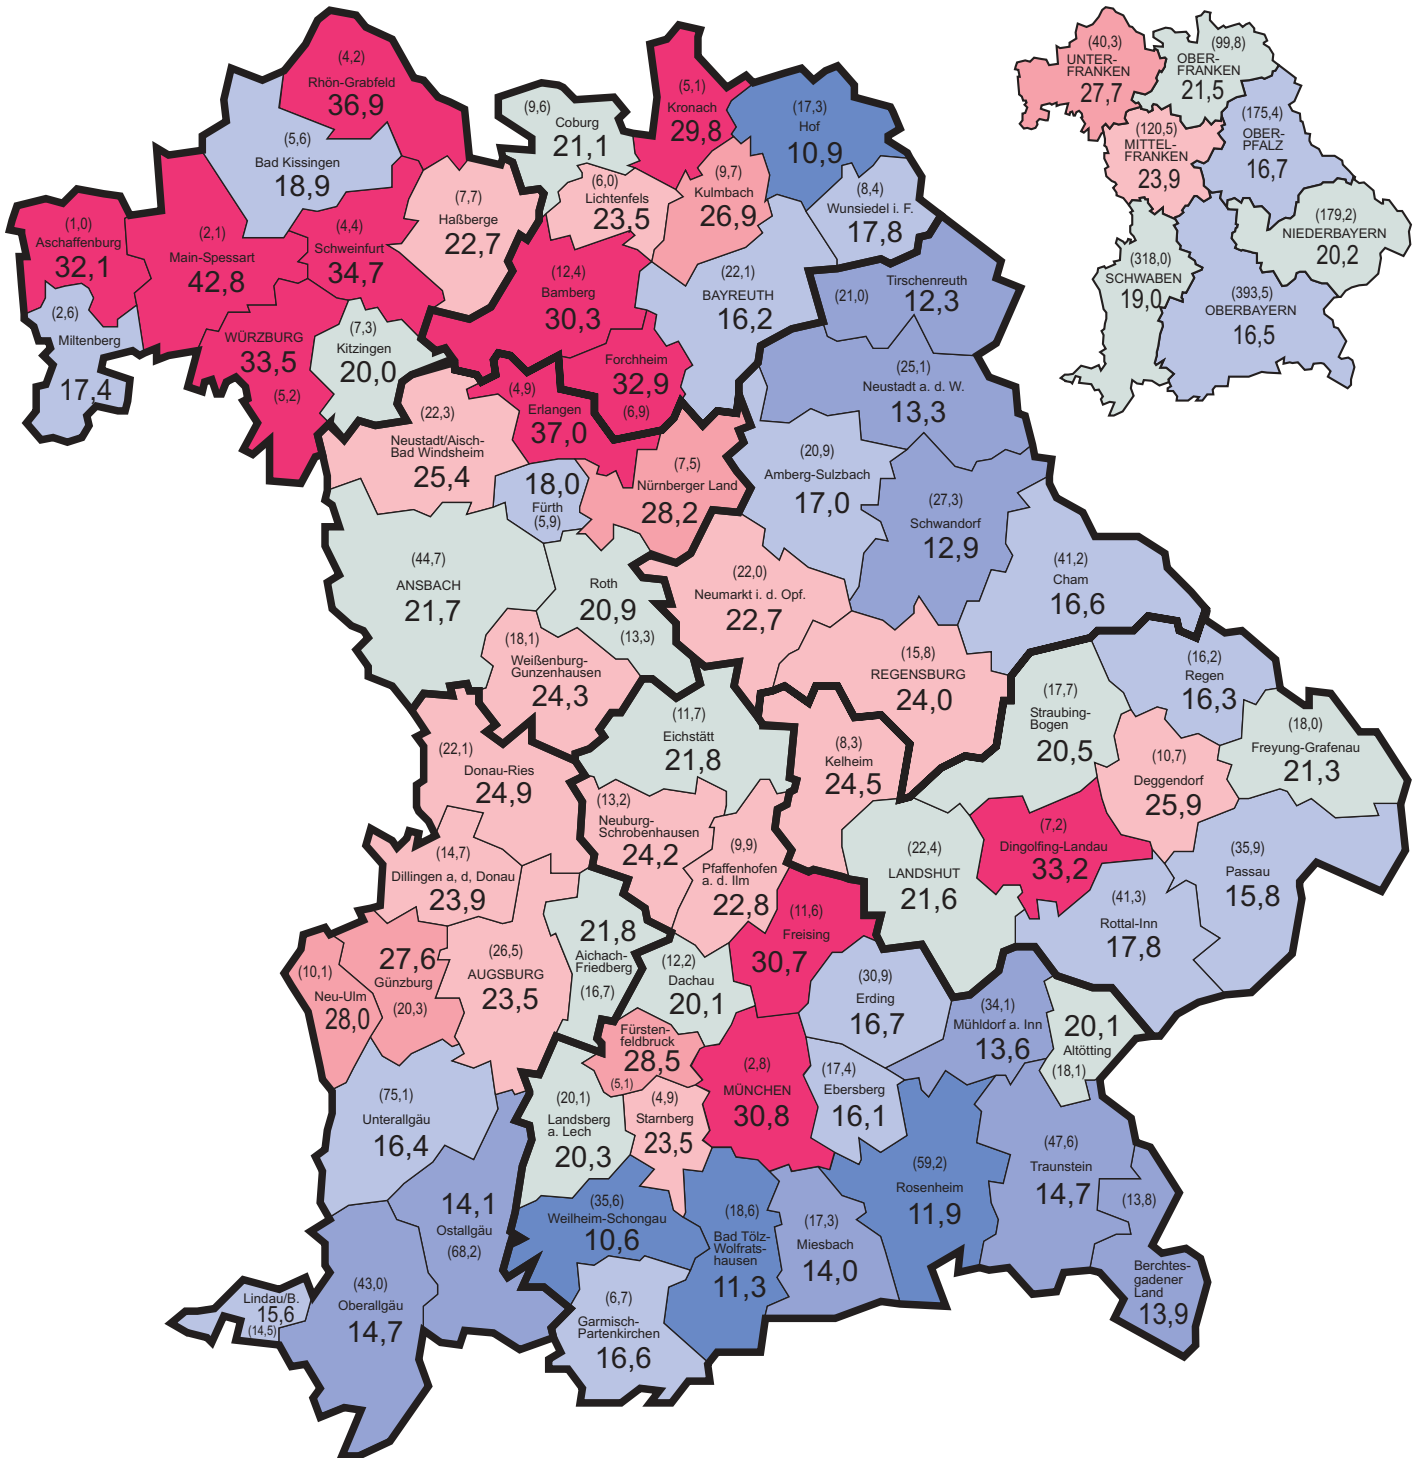 (4,2)
Rhön-Grabfeld
36,9
(5,6)
Bad Kissingen
18,9
(9,6)
Coburg
21,1
(5,1)
Kronach
29,8
(17,3)
Hof
10,9
(6,0)
Lichtenfels
23,5
(9,7)
Kulmbach
26,9
(8,4)
Wunsiedel i. F.
17,8
(7,7)
Haßberge
22,7
(1,0)
Aschaffenburg
32,1
(2,1)
Main-Spessart
42,8
(4,4)
Schweinfurt
34,7
(12,4)
Bamberg
30,3
(22,1)
BAYREUTH
16,2
(21,0)
Tirschenreuth
12,3
(2,6)
Miltenberg
17,4
WÜRZBURG
33,5
(5,2)
(7,3)
Kitzingen
20,0
Forchheim
32,9
(6,9)
(4,9)
Erlangen
37,0
(25,1)
Neustadt a. d. W.
13,3
(22,3)
Neustadt/Aisch-
Bad Windsheim
25,4
18,0
Fürth
(5,9)
(7,5)
Nürnberger Land
28,2
(20,9)
Amberg-Sulzbach
17,0
(27,3)
Schwandorf
12,9
(44,7)
ANSBACH
21,7
Roth
20,9
(13,3)
(22,0)
Neumarkt i. d. Opf.
22,7
(41,2)
Cham
16,6
(18,1)
Weißenburg-
Gunzenhausen
24,3
(15,8)
REGENSBURG
24,0
(16,2)
Regen
16,3
(17,7)
Straubing-
Bogen
20,5
(18,0)
Freyung-Grafenau
21,3
(11,7)
Eichstätt
21,8
(8,3)
Kelheim
24,5
(10,7)
Deggendorf
25,9
(22,1)
Donau-Ries
24,9
(13,2)
Neuburg-
Schrobenhausen
24,2
(9,9)
Pfaffenhofen
a. d. Ilm
22,8
(22,4)
LANDSHUT
21,6
(7,2)
Dingolfing-Landau
33,2
(35,9)
Passau
15,8
(14,7)
Dillingen a, d, Donau
23,9
(41,3)
Rottal-Inn
17,8
21,8
Aichach-
Friedberg
(16,7)
(11,6)
Freising
30,7
(10,1)
Neu-Ulm
28,0
27,6
Günzburg
(20,3)
(26,5)
AUGSBURG
23,5
(12,2)
Dachau
20,1
(30,9)
Erding
16,7
(34,1)
Mühldorf a. Inn
13,6
20,1
Altötting
(18,1)
Fürsten-
feldbruck
28,5
(5,1)
(2,8)
MÜNCHEN
30,8
(17,4)
Ebersberg
16,1
(75,1)
Unterallgäu
16,4
(20,1)
Landsberg
a. Lech
20,3
(4,9)
Starnberg
23,5
(59,2)
Rosenheim
11,9
(47,6)
Traunstein
14,7
14,1
Ostallgäu
(68,2)
(35,6)
Weilheim-Schongau
10,6
(18,6)
Bad Tölz-
Wolfrats-
hausen
11,3
(17,3)
Miesbach
14,0
(13,8)
Berchtes-
gadener
Land
13,9
Lindau/B.
15,6
(14,5)
(43,0)
Oberallgäu
14,7
(6,7)
Garmisch-
Partenkirchen
16,6
(40,3)
UNTER-
FRANKEN
27,7
(99,8)
OBER-
FRANKEN
21,5
(120,5)
MITTEL-
FRANKEN
23,9
(175,4)
OBER-
PFALZ
16,7
(179,2)
NIEDERBAYERN
20,2
(318,0)
SCHWABEN
19,0
(393,5)
OBERBAYERN
16,5